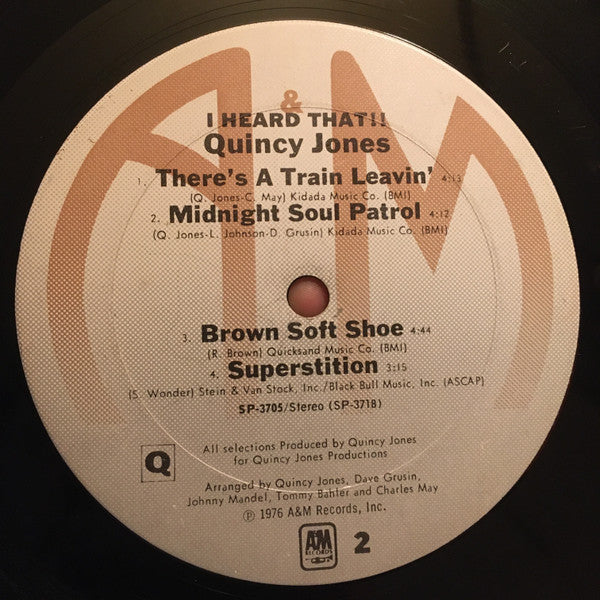 A&M
I HEARD THAT!!
Quincy Jones
1. There's A Train Leavin' 4:13
(Q. Jones-C. May) Kidada Music Co. (BMI)
2. Midnight Soul Patrol 4:12
(Q. Jones-L. Johnson-D. Grusin) Kidada Music Co. (BMI)
3. Brown Soft Shoe 4:44
(R. Brown) Quicksand Music Co. (BMI)
4. Superstition 3:15
(S. Wonder) Stein & Van Stock, Inc./Black Bull Music, Inc. (ASCAP)
SP-3705/Stereo (SP-3718)
Q
All selections Produced by Quincy Jones
for Quincy Jones Productions
Arranged by Quincy Jones, Dave Grusin,
Johnny Mandel, Tommy Bahler and Charles May
℗ 1976 A&M Records, Inc.
A&M
RECORDS
2